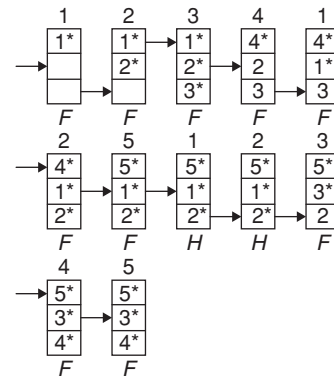 1 2 3 4 1
1* 1* 1* 4* 4*
2* 2* 2 1*
3* 3 3
F F F F F
2 5 1 2 3
4* 5* 5* 5* 5*
1* 1* 1* 1* 3*
2* 2* 2* 2* 2
F F H H F
4 5
5* 5*
3* 3*
4* 4*
F F